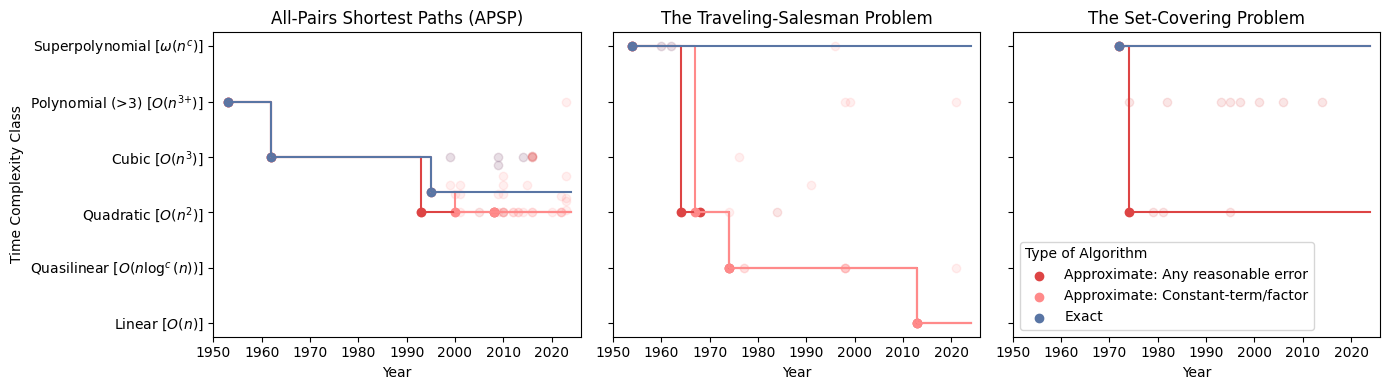 All-Pairs Shortest Paths (APSP)
The Traveling-Salesman Problem
The Set-Covering Problem
Time Complexity Class
Superpolynomial [ω(n^c)]
Polynomial (>3) [O(n^{3+})]
Cubic [O(n^3)]
Quadratic [O(n^2)]
Quasilinear [O(n log^c(n))]
Linear [O(n)]
1950 1960 1970 1980 1990 2000 2010 2020
Year
1950 1960 1970 1980 1990 2000 2010 2020
Year
Type of Algorithm
Approximate: Any reasonable error
Approximate: Constant-term/factor
Exact
1950 1960 1970 1980 1990 2000 2010 2020
Year